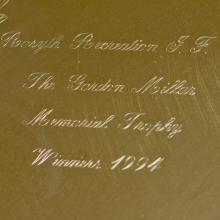 Rosyth Recreation J. F.
The Gordon Millar
Memorial Trophy
Winners 1994